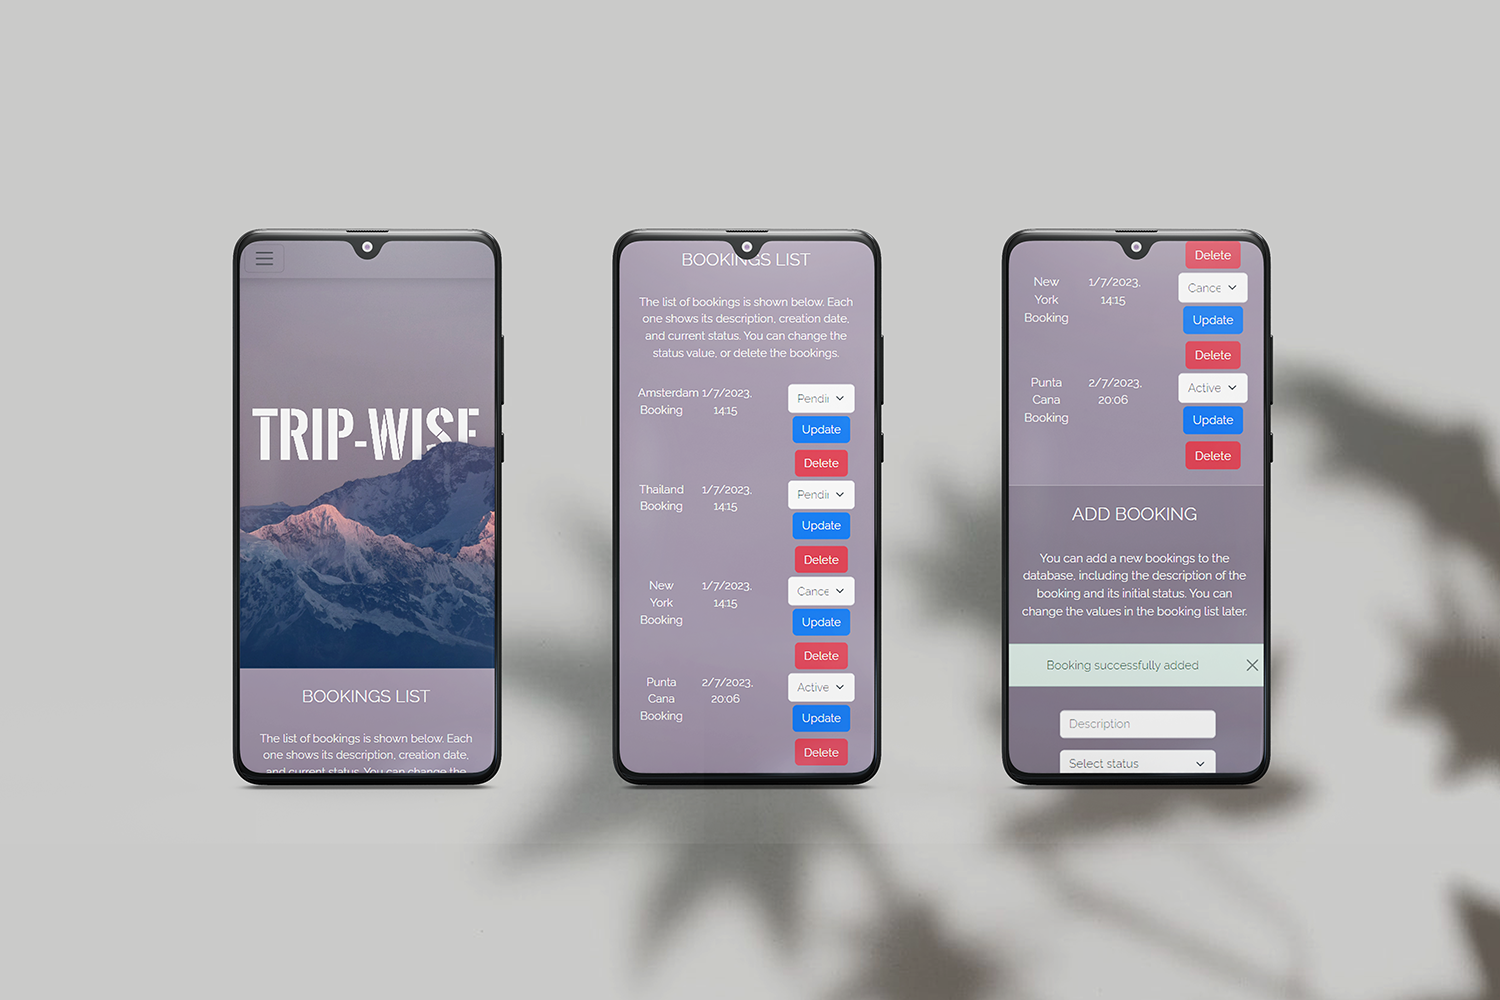 TRIP-WISE
BOOKINGS LIST
The list of bookings is shown below. Each
one shows its description, creation date,
and current status. You can change the
BOOKINGS LIST
The list of bookings is shown below. Each
one shows its description, creation date,
and current status. You can change the
status value, or delete the bookings.
Amsterdam 1/7/2023, Pendi
Booking 14:15
Update
Delete
Thailand 1/7/2023, Pendi
Booking 14:15
Update
Delete
New 1/7/2023, Cance
York 14:15
Booking Update
Delete
Punta 2/7/2023, Active
Cana 20:06
Booking Update
Delete
Delete
New 1/7/2023, Cance
York 14:15
Booking Update
Delete
Punta 2/7/2023, Active
Cana 20:06
Booking Update
Delete
ADD BOOKING
You can add a new bookings to the
database, including the description of the
booking and its initial status. You can
change the values in the booking list later.
Booking successfully added
Description
Select status